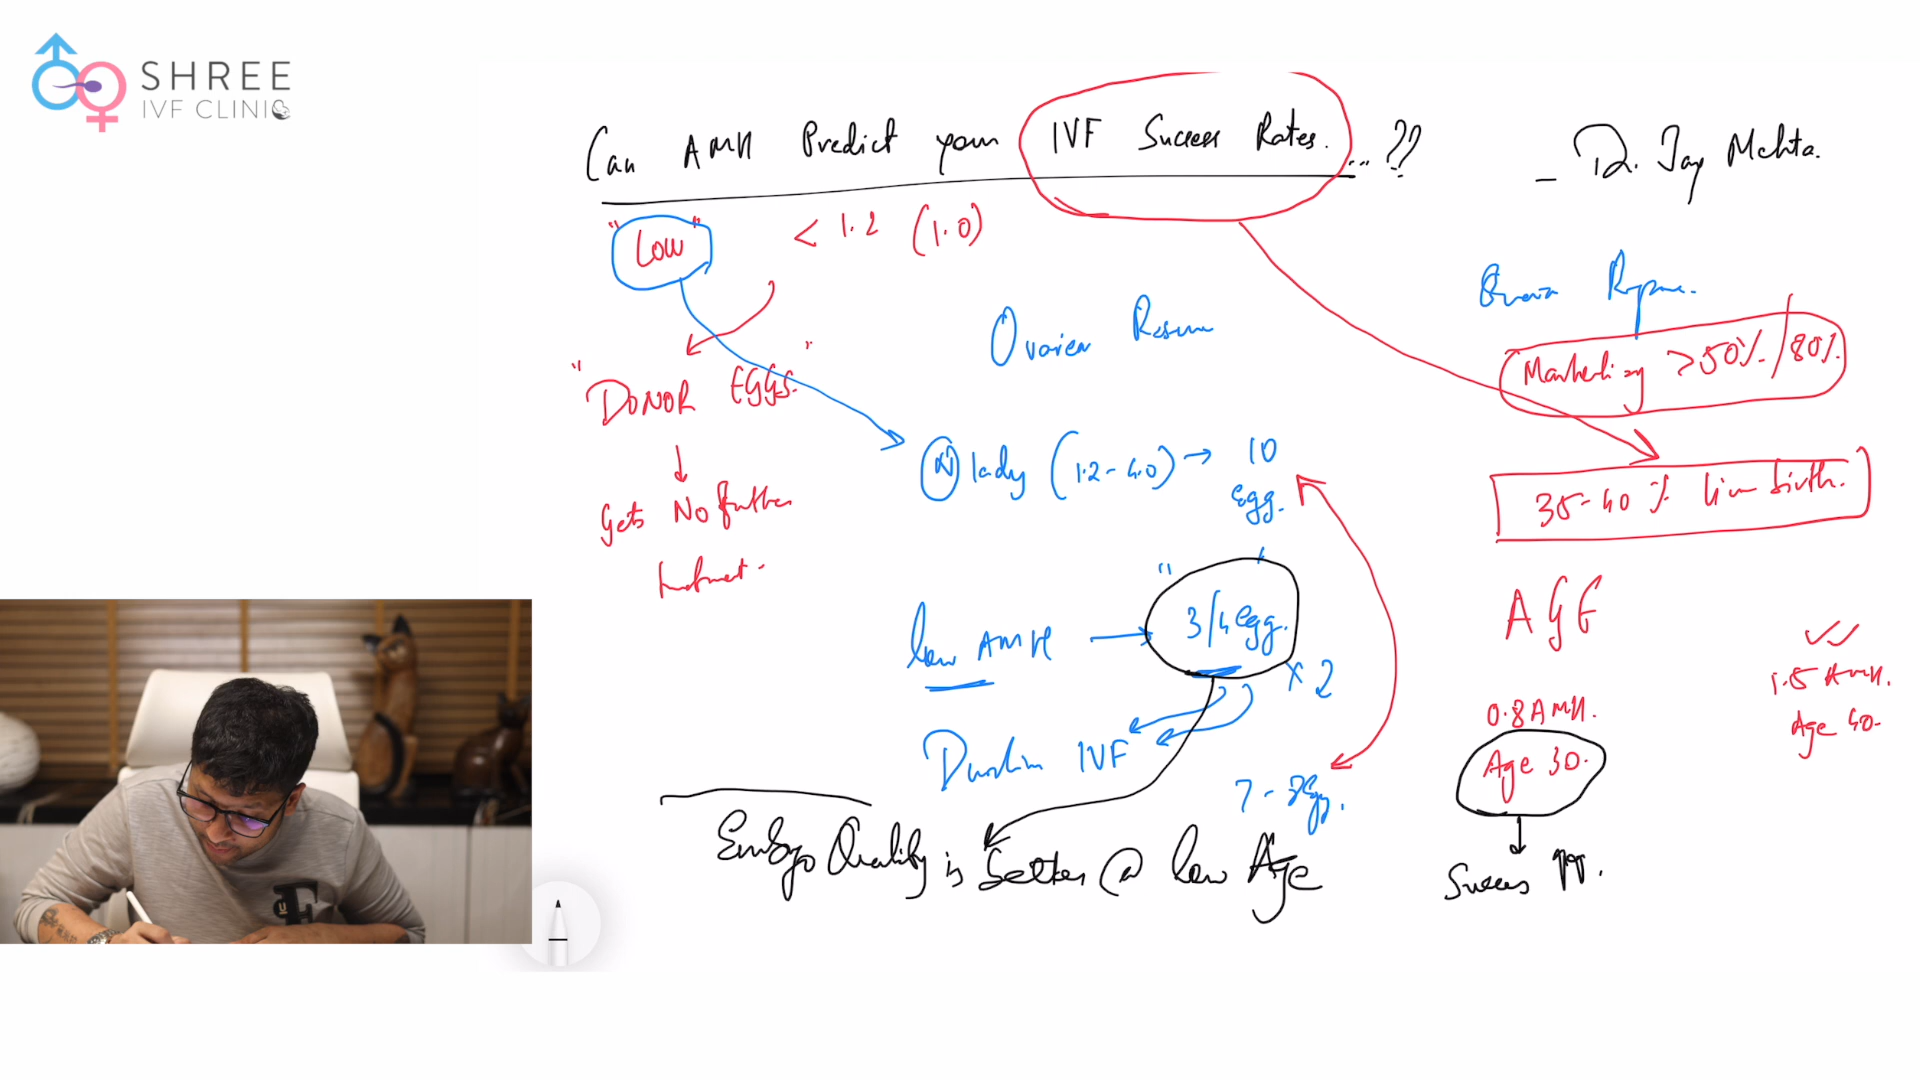 SHREE
IVF CLINIC
Can AMH Predict your IVF Success Rates...??
_ Dr. Jay Mehta.
"Low"
< 1.2 (1.0)
Ovarian Reserve
"DONOR EGGS."
Gets No further
treatment.
N lady (1.2-4.0) → 10
egg.
low AMH → "3/4 egg."
x 2
DuoStim IVF
7-8 egg.
Embryo Quality is better @ low Age
Marketing >50%/80%.
35-40% live birth.
AGE
0.8 AMH.
Age 30.
Success
1.5 AMH.
Age 40.